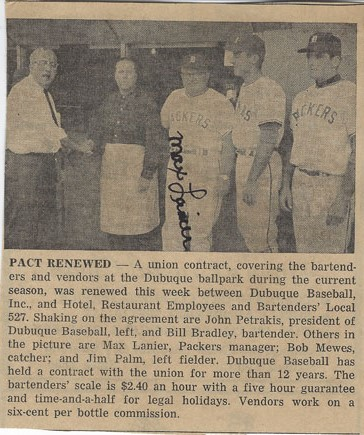 PACKERS
PACKERS
Max Lanier
PACT RENEWED — A union contract, covering the bartend-
ers and vendors at the Dubuque ballpark during the current
season, was renewed this week between Dubuque Baseball,
Inc., and Hotel, Restaurant Employees and Bartenders' Local
527. Shaking on the agreement are John Petrakis, president of
Dubuque Baseball, left, and Bill Bradley, bartender. Others in
the picture are Max Lanier, Packers manager; Bob Mewes,
catcher; and Jim Palm, left fielder. Dubuque Baseball has
held a contract with the union for more than 12 years. The
bartenders' scale is $2.40 an hour with a five hour guarantee
and time-and-a-half for legal holidays. Vendors work on a
six-cent per bottle commission.